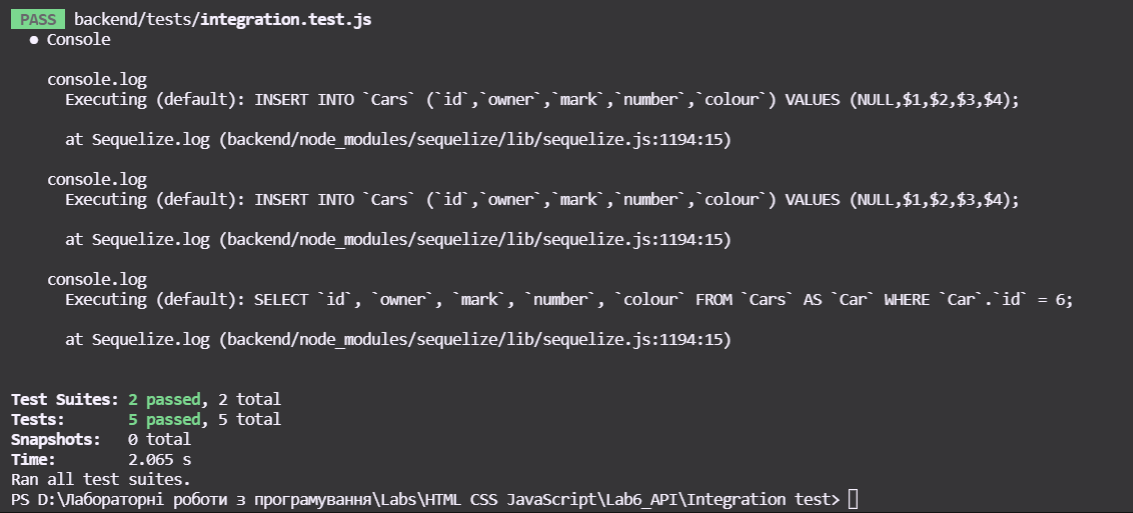 PASS backend/tests/integration.test.js
● Console
console.log
Executing (default): INSERT INTO `Cars` (`id`,`owner`,`mark`,`number`,`colour`) VALUES (NULL,$1,$2,$3,$4);
at Sequelize.log (backend/node_modules/sequelize/lib/sequelize.js:1194:15)
console.log
Executing (default): INSERT INTO `Cars` (`id`,`owner`,`mark`,`number`,`colour`) VALUES (NULL,$1,$2,$3,$4);
at Sequelize.log (backend/node_modules/sequelize/lib/sequelize.js:1194:15)
console.log
Executing (default): SELECT `id`, `owner`, `mark`, `number`, `colour` FROM `Cars` AS `Car` WHERE `Car`.`id` = 6;
at Sequelize.log (backend/node_modules/sequelize/lib/sequelize.js:1194:15)
Test Suites: 2 passed, 2 total
Tests: 5 passed, 5 total
Snapshots: 0 total
Time: 2.065 s
Ran all test suites.
PS D:\Лабораторні роботи з програмування\Labs\HTML CSS JavaScript\Lab6_API\Integration test>